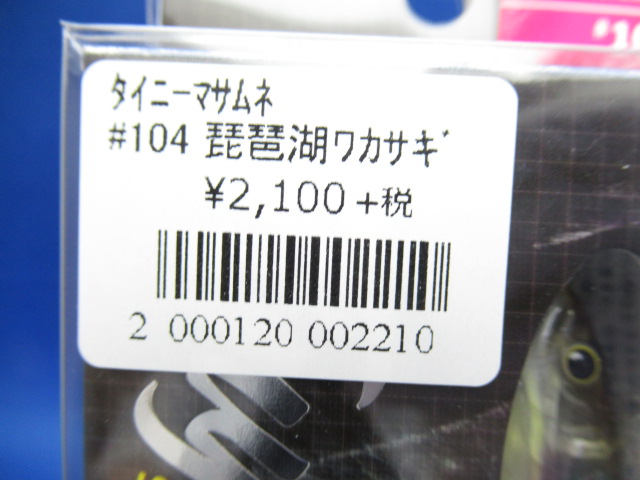 タイニーマサムネ
#104 琵琶湖ワカサギ
¥2,100+税
2 000120 002210